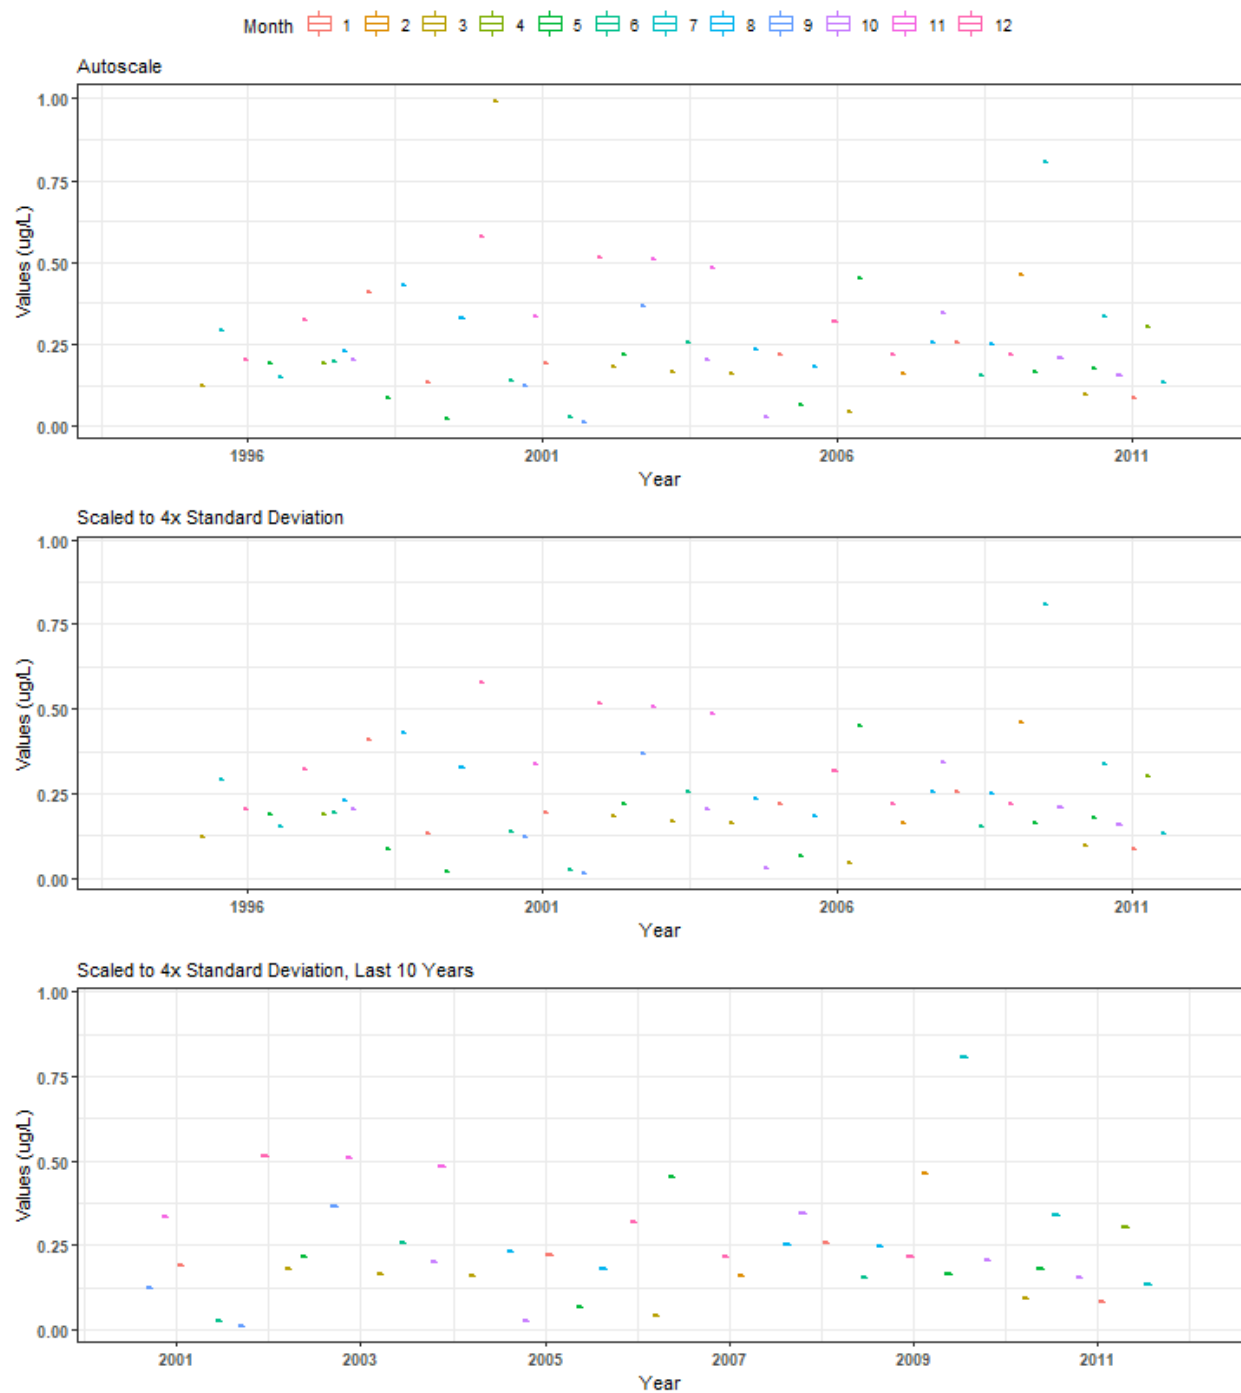 Month 1 2 3 4 5 6 7 8 9 10 11 12
Autoscale
1.00
0.75
0.50
0.25
0.00
Values (ug/L)
1996 2001 2006 2011
Year
Scaled to 4x Standard Deviation
1.00
0.75
0.50
0.25
0.00
Values (ug/L)
1996 2001 2006 2011
Year
Scaled to 4x Standard Deviation, Last 10 Years
1.00
0.75
0.50
0.25
0.00
Values (ug/L)
2001 2003 2005 2007 2009 2011
Year